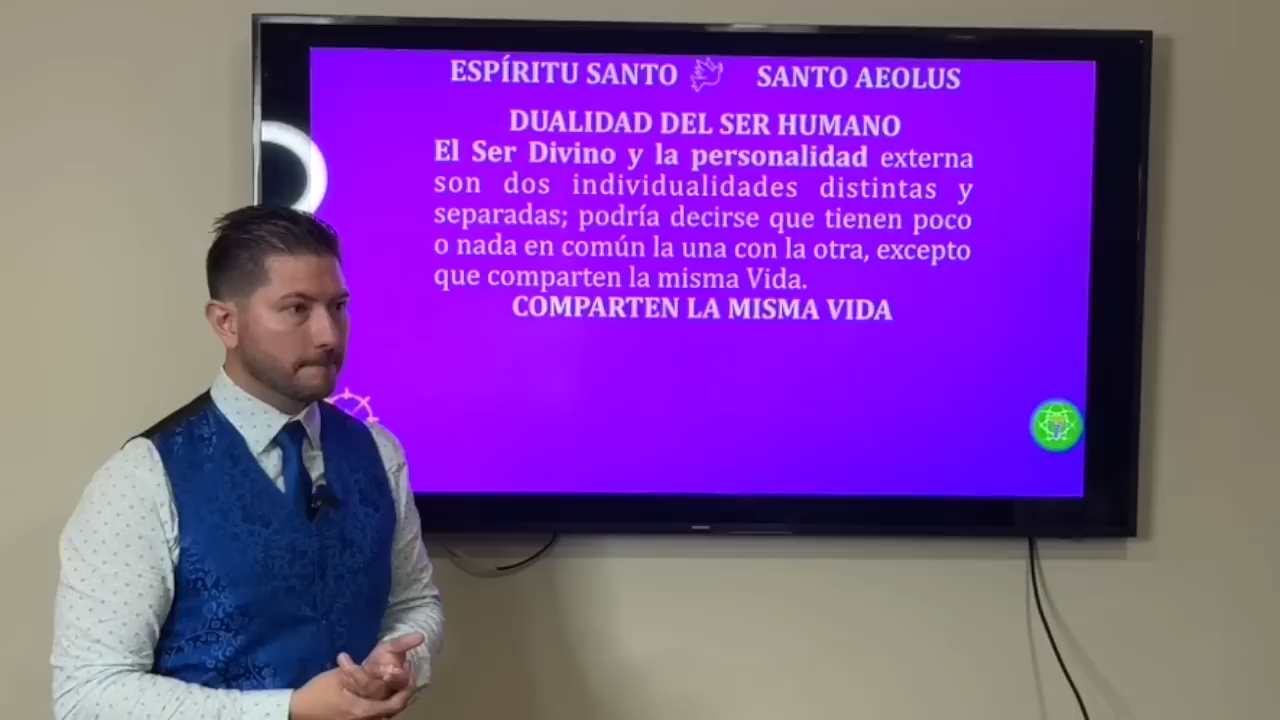 ESPÍRITU SANTO SANTO AEOLUS
DUALIDAD DEL SER HUMANO
El Ser Divino y la personalidad externa
son dos individualidades distintas y
separadas; podría decirse que tienen poco
o nada en común la una con la otra, excepto
que comparten la misma Vida.
COMPARTEN LA MISMA VIDA